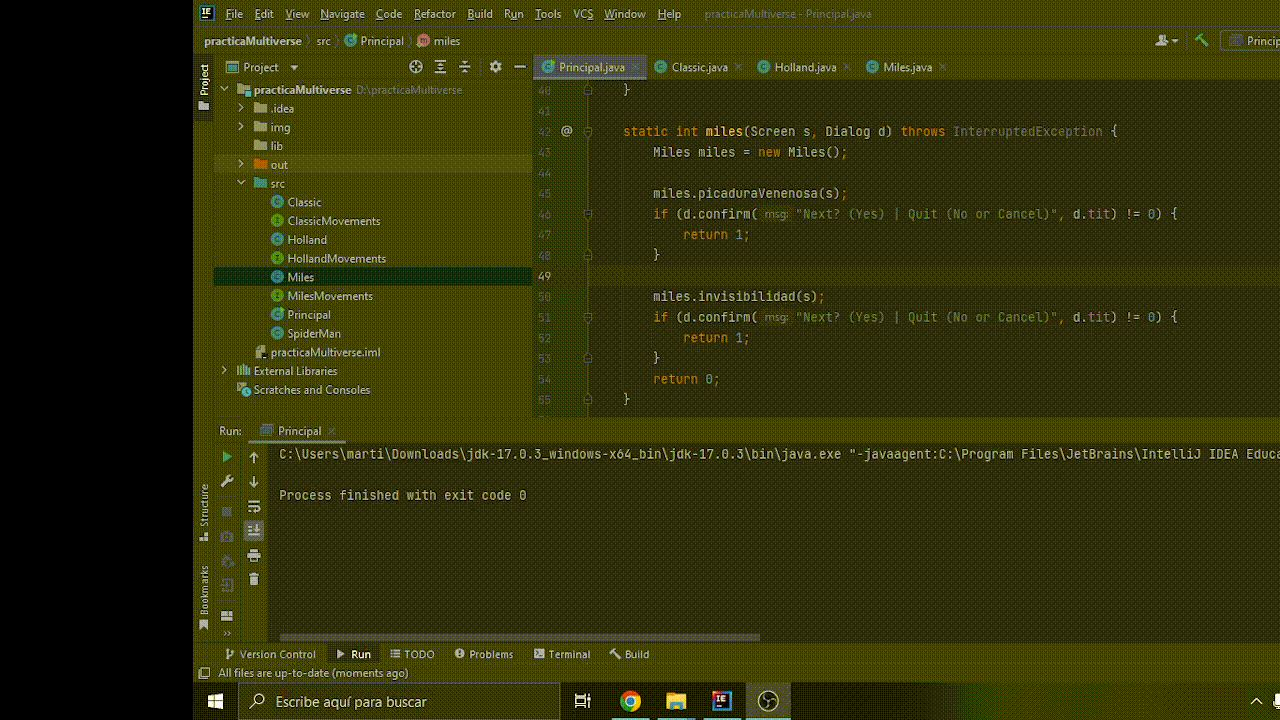 File Edit View Navigate Code Refactor Build Run Tools VCS Window Help practicaMultiverse - Principal.java
practicaMultiverse src Principal miles
Project
Project
Principal.java Classic.java Holland.java Miles.java
practicaMultiverse D:\practicaMultiverse
.idea
img
lib
out
src
Classic
ClassicMovements
Holland
HollandMovements
Miles
MilesMovements
Principal
SpiderMan
practicaMultiverse.iml
External Libraries
Scratches and Consoles
40 }
41
42 @ static int miles(Screen s, Dialog d) throws InterruptedException {
43 Miles miles = new Miles();
44
45 miles.picaduraVenenosa(s);
46 if (d.confirm( msg: "Next? (Yes) | Quit (No or Cancel)", d.tit) != 0) {
47 return 1;
48 }
49
50 miles.invisibilidad(s);
51 if (d.confirm( msg: "Next? (Yes) | Quit (No or Cancel)", d.tit) != 0) {
52 return 1;
53 }
54 return 0;
55 }
Run: Principal
C:\Users\marti\Downloads\jdk-17.0.3_windows-x64_bin\jdk-17.0.3\bin\java.exe "-javaagent:C:\Program Files\JetBrains\IntelliJ IDEA Educa
Process finished with exit code 0
Structure
Bookmarks
Version Control Run TODO Problems Terminal Build
All files are up-to-date (moments ago)
Escribe aquí para buscar